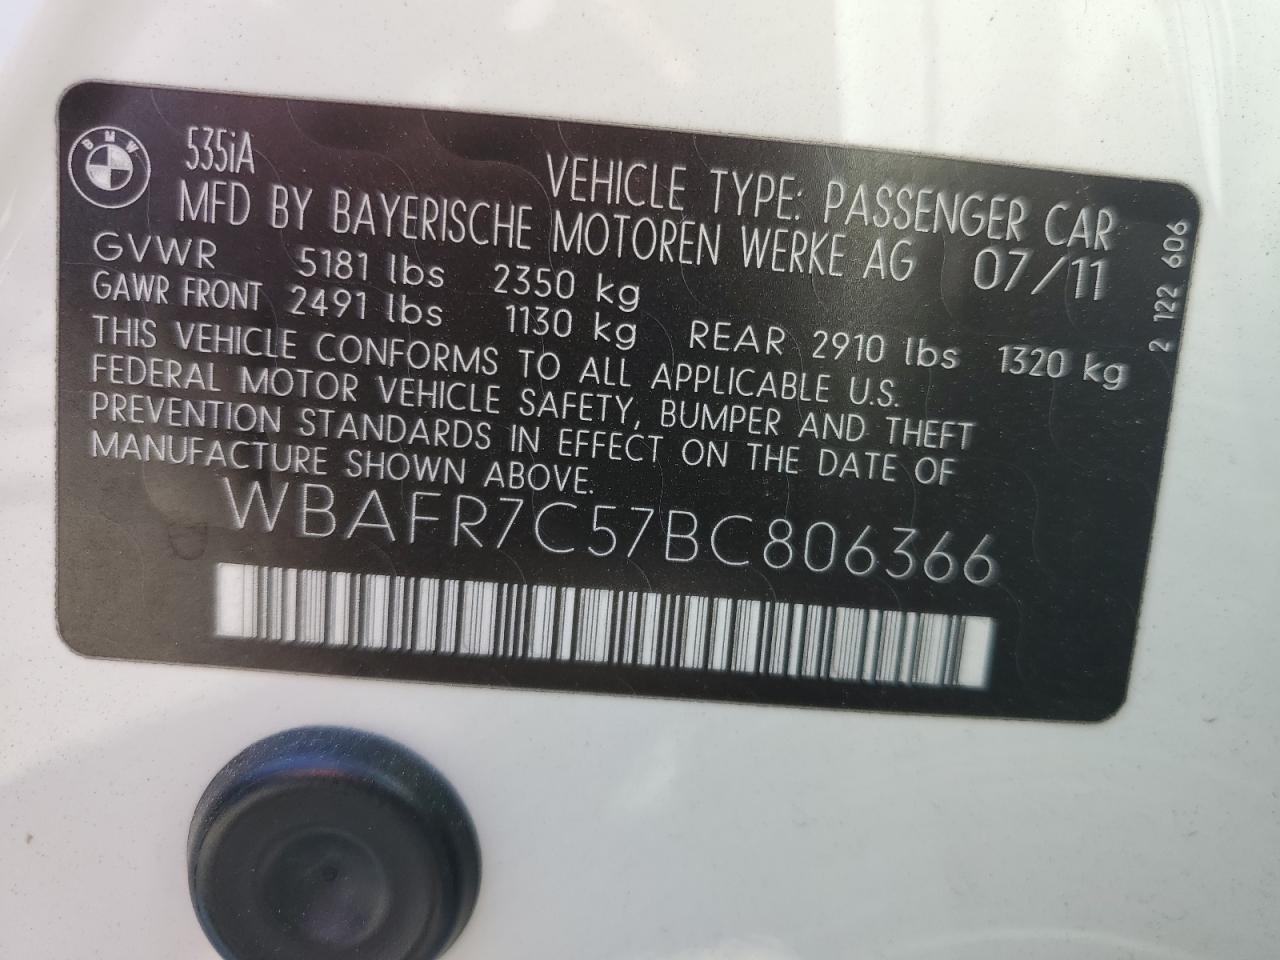 BMW
535iA
VEHICLE TYPE: PASSENGER CAR
MFD BY BAYERISCHE MOTOREN WERKE AG 07/11
GVWR 5181 lbs 2350 kg
GAWR FRONT 2491 lbs 1130 kg REAR 2910 lbs 1320 kg
THIS VEHICLE CONFORMS TO ALL APPLICABLE U.S.
FEDERAL MOTOR VEHICLE SAFETY, BUMPER AND THEFT
PREVENTION STANDARDS IN EFFECT ON THE DATE OF
MANUFACTURE SHOWN ABOVE.
WBAFR7C57BC806366
2 122 606